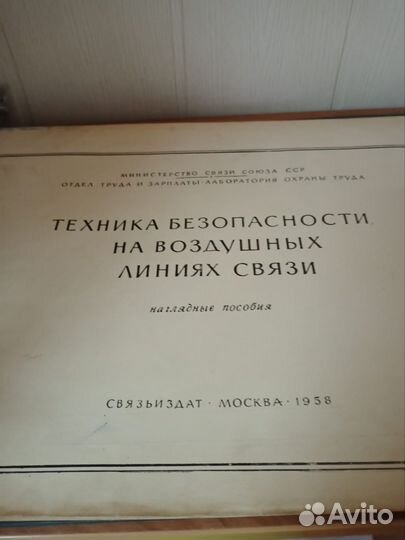 МИНИСТЕРСТВО СВЯЗИ СОЮЗА ССР
ОТДЕЛ ТРУДА И ЗАРПЛАТЫ·ЛАБОРАТОРИЯ ОХРАНЫ ТРУДА
ТЕХНИКА БЕЗОПАСНОСТИ
НА ВОЗДУШНЫХ
ЛИНИЯХ СВЯЗИ
наглядные пособия
СВЯЗЬИЗДАТ · МОСКВА · 1958
Avito